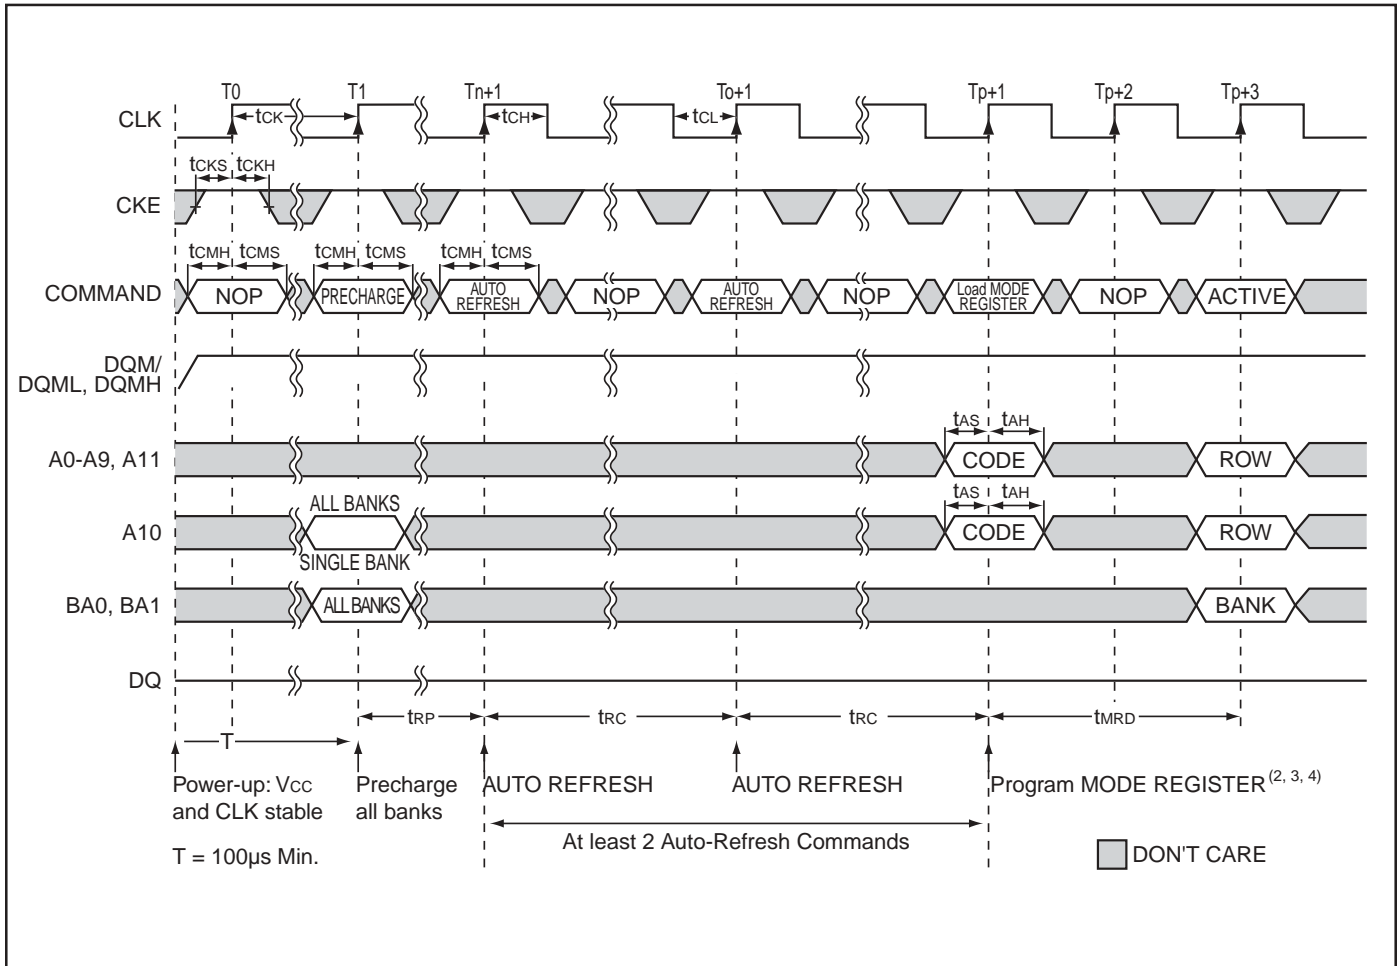 T0 T1 Tn+1 To+1 Tp+1 Tp+2 Tp+3
CLK tCK tCH tCL
tCKS tCKH
CKE
tCMH tCMS tCMH tCMS tCMH tCMS
COMMAND NOP PRECHARGE AUTO REFRESH NOP AUTO REFRESH NOP Load MODE REGISTER NOP ACTIVE
DQM/
DQML, DQMH
tAS tAH
A0-A9, A11 CODE ROW
ALL BANKS tAS tAH
A10 CODE ROW
SINGLE BANK
BA0, BA1 ALL BANKS BANK
DQ
tRP tRC tRC tMRD
T
Power-up: VCC Precharge AUTO REFRESH AUTO REFRESH Program MODE REGISTER(2, 3, 4)
and CLK stable all banks
At least 2 Auto-Refresh Commands
T = 100µs Min. DON'T CARE